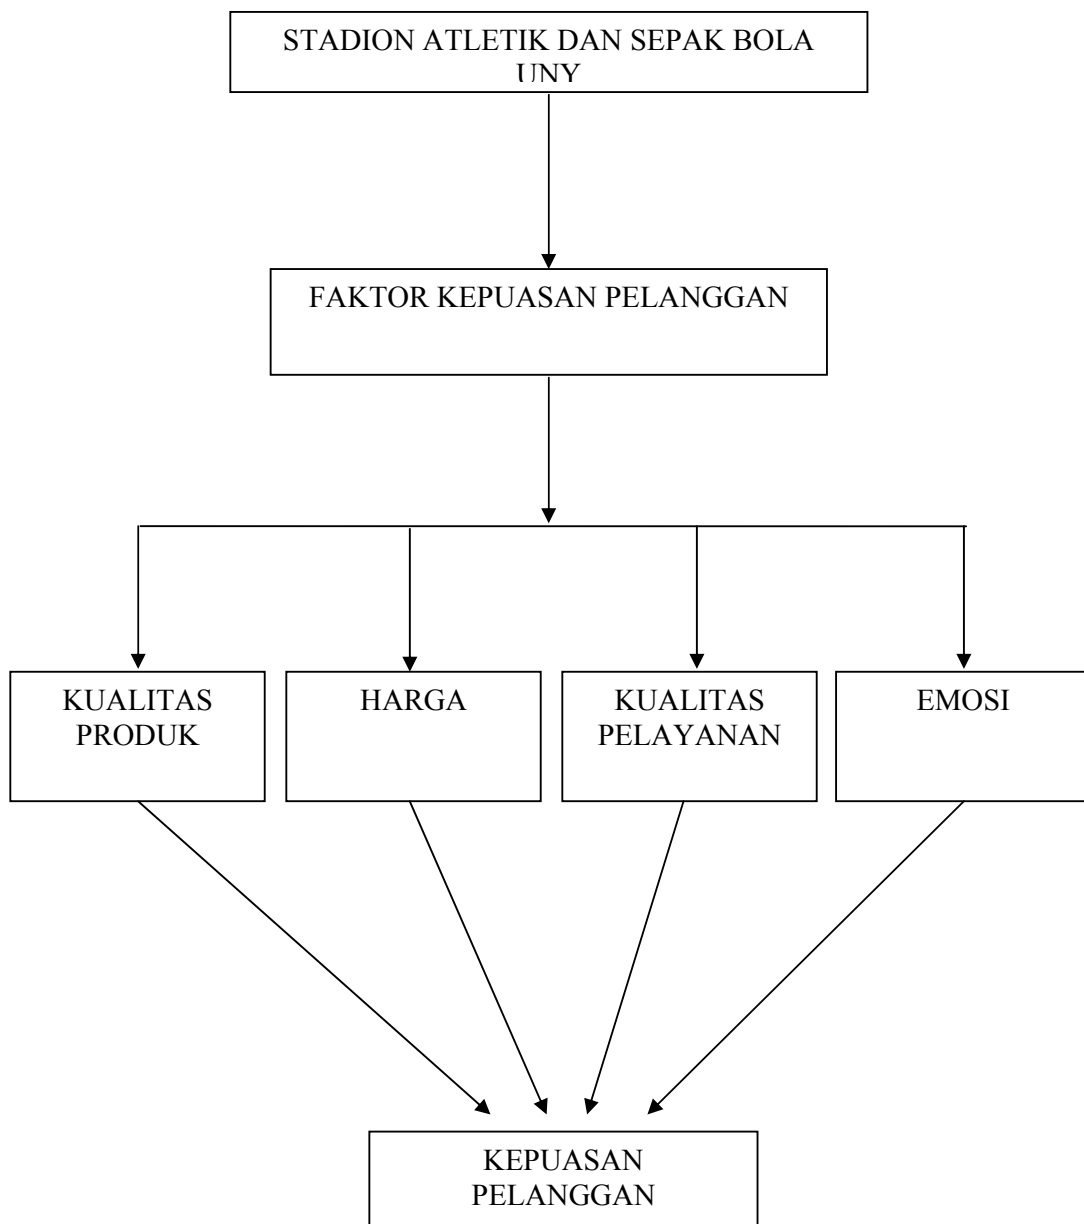 STADION ATLETIK DAN SEPAK BOLA
UNY
FAKTOR KEPUASAN PELANGGAN
KUALITAS
PRODUK
HARGA
KUALITAS
PELAYANAN
EMOSI
KEPUASAN
PELANGGAN